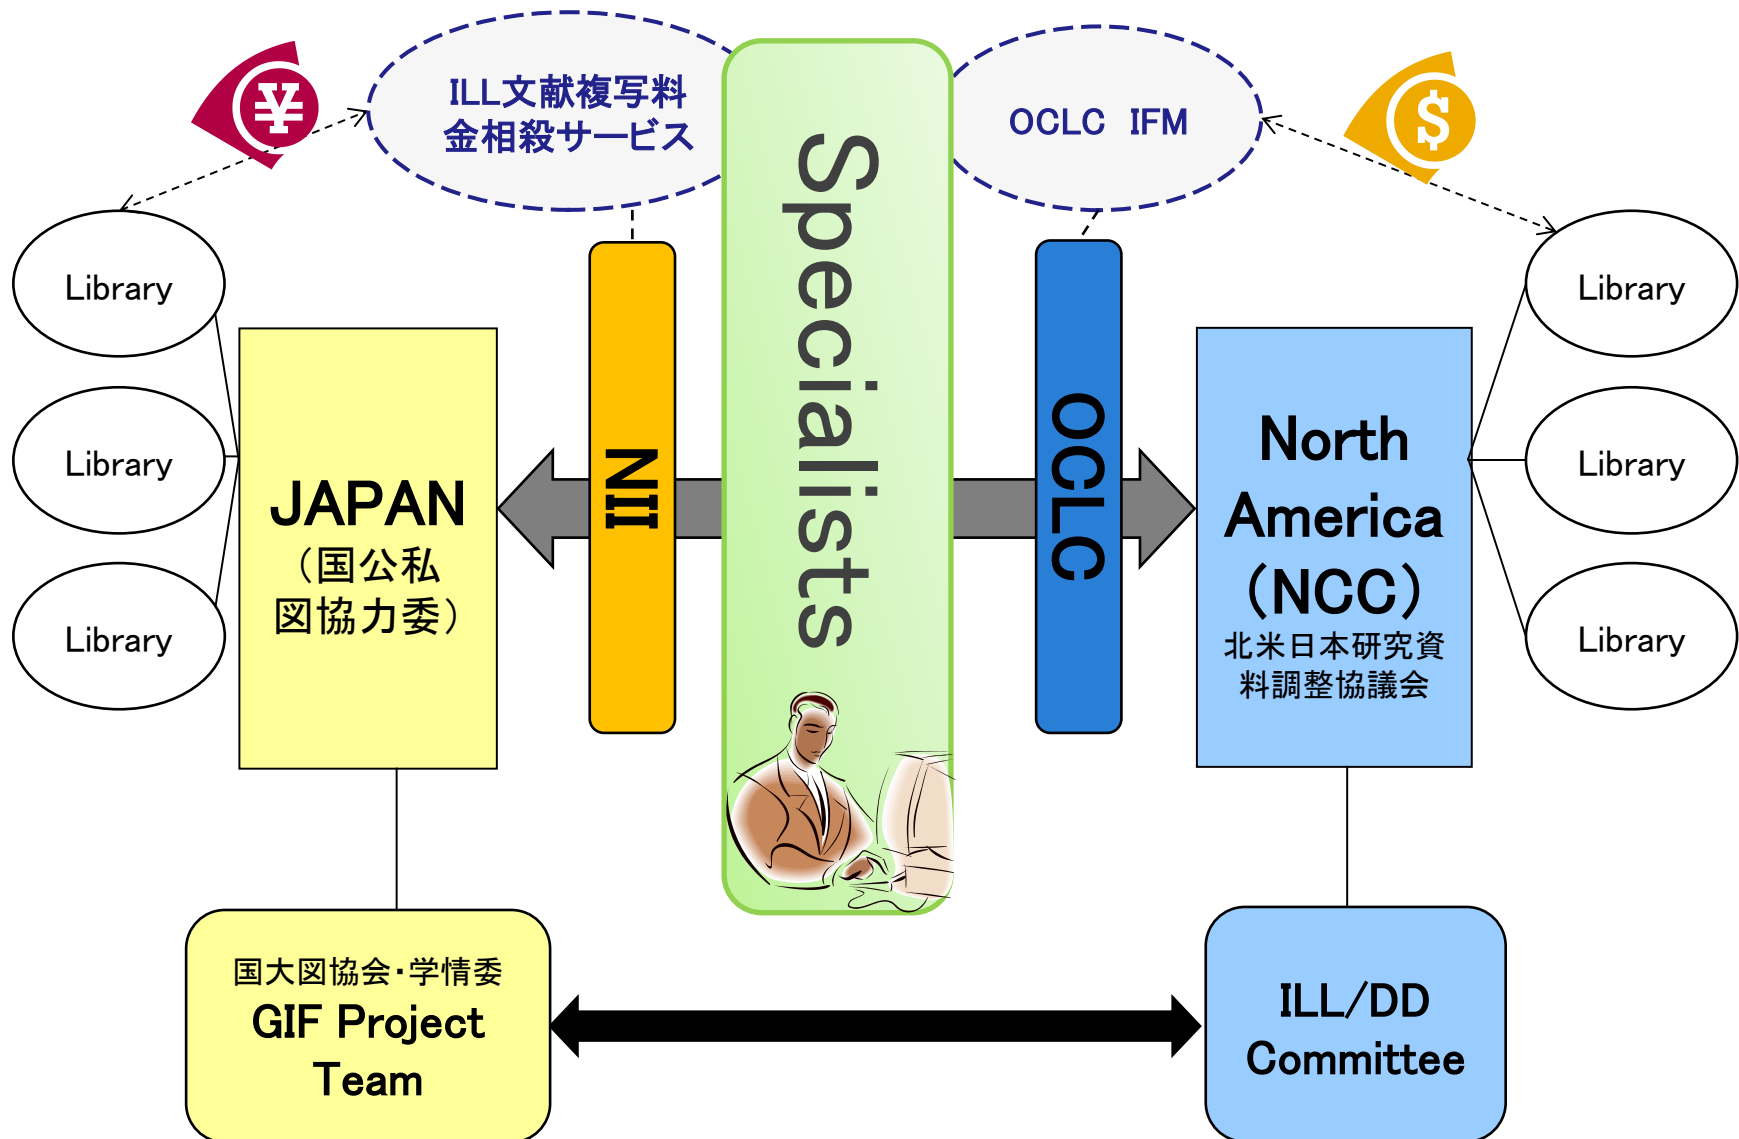 ¥
ILL文献複写料
金相殺サービス
OCLC IFM
$
Specialists
Library
Library
Library
JAPAN
（国公私
図協力委）
NII
OCLC
North
America
（NCC）
北米日本研究資
料調整協議会
Library
Library
Library
国大図協会・学情委
GIF Project
Team
ILL/DD
Committee